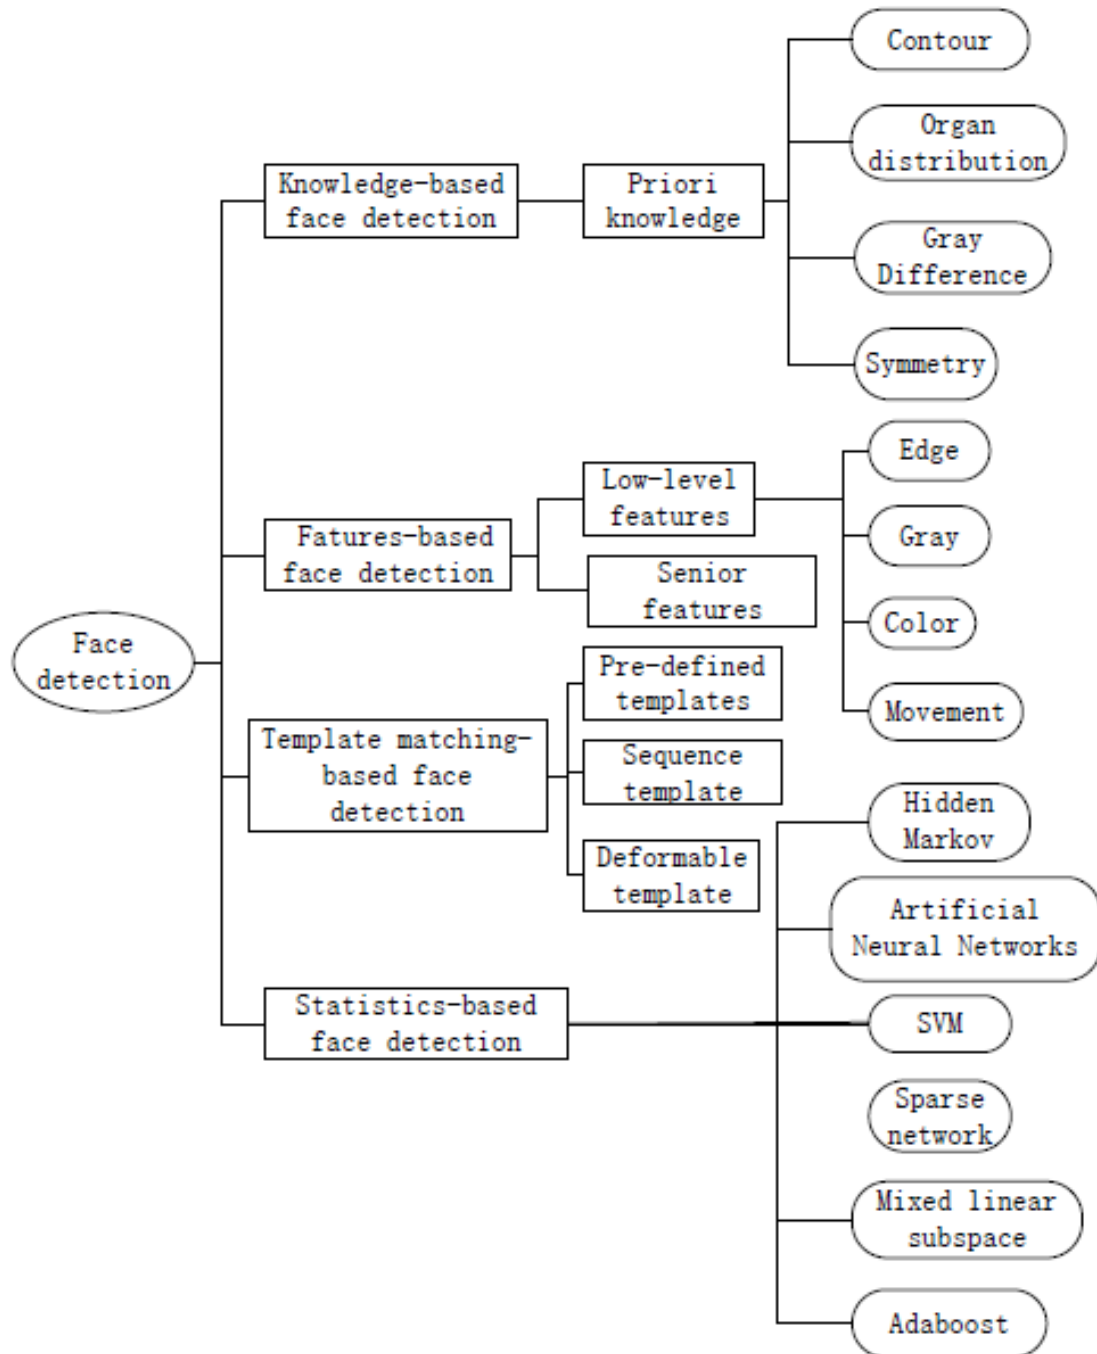 Contour
Organ
distribution
Knowledge-based
face detection
Priori
knowledge
Gray
Difference
Symmetry
Edge
Low-level
features
Gray
Fatures-based
face detection
Senior
features
Color
Face
detection
Pre-defined
templates
Movement
Template matching-
based face
detection
Sequence
template
Hidden
Markov
Deformable
template
Artificial
Neural Networks
Statistics-based
face detection
SVM
Sparse
network
Mixed linear
subspace
Adaboost